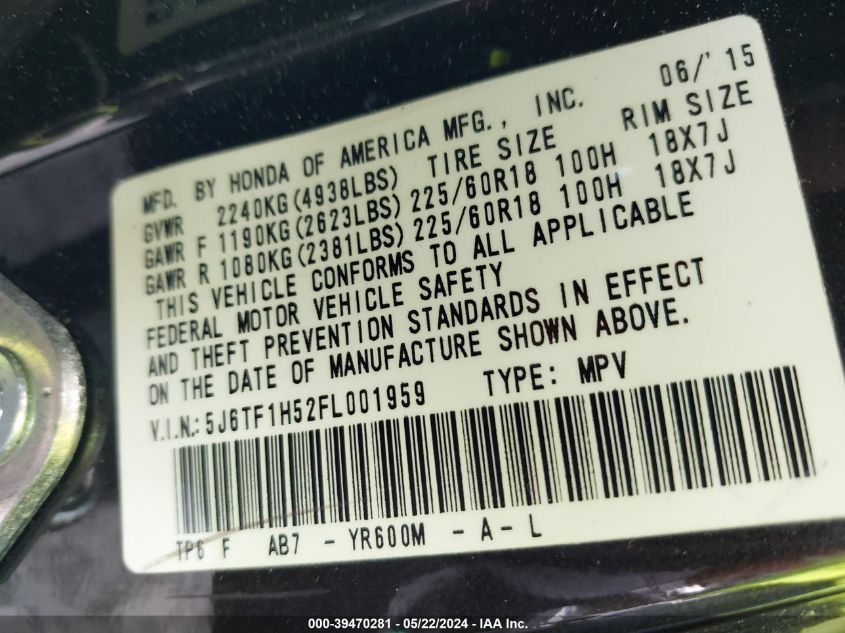 06/'15
MFD. BY HONDA OF AMERICA MFG., INC.
GVWR 2240KG(4938LBS) TIRE SIZE RIM SIZE
GAWR F 1190KG(2623LBS) 225/60R18 100H 18X7J
GAWR R 1080KG(2381LBS) 225/60R18 100H 18X7J
THIS VEHICLE CONFORMS TO ALL APPLICABLE
FEDERAL MOTOR VEHICLE SAFETY
AND THEFT PREVENTION STANDARDS IN EFFECT
ON THE DATE OF MANUFACTURE SHOWN ABOVE.
V.I.N.: 5J6TF1H52FL001959 TYPE: MPV
TP6 F AB7 - YR600M - A - L
000-39470281 - 05/22/2024 - IAA Inc.